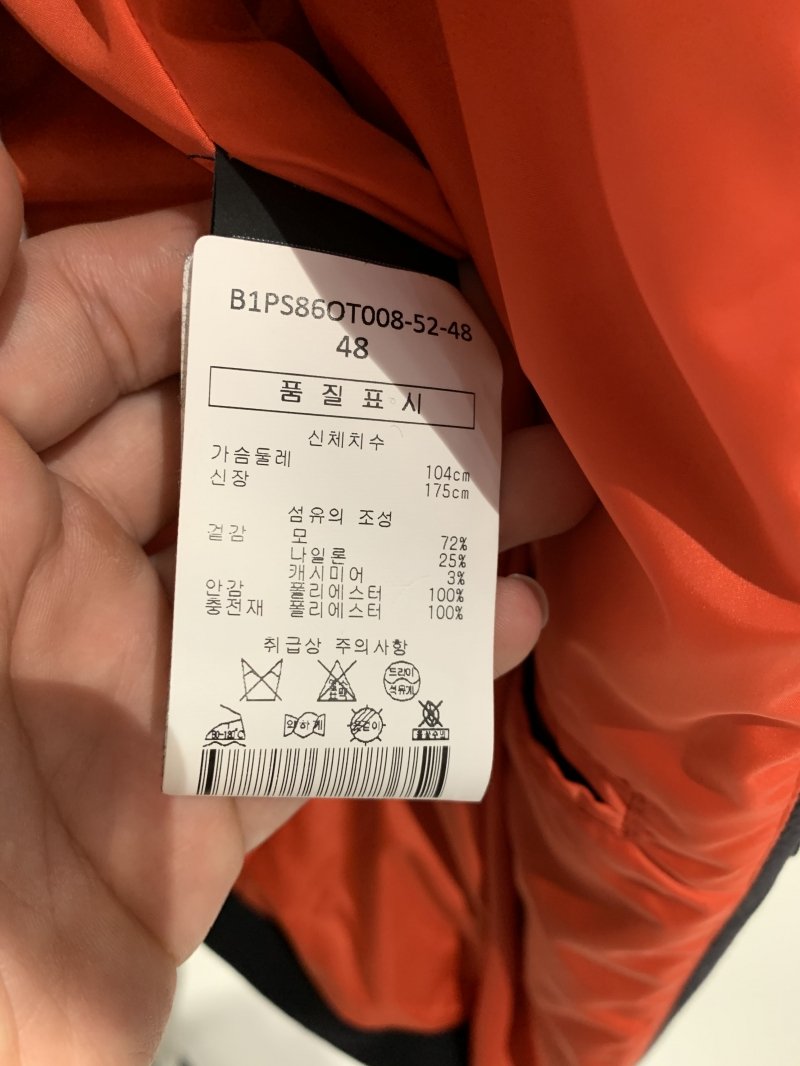 B1PS86OT008-52-48
48
품 질 표 시
신체치수
가슴둘레 104cm
신장 175cm
섬유의 조성
겉감 모 72%
나일론 25%
캐시미어 3%
안감 폴리에스터 100%
충전재 폴리에스터 100%
취급상 주의사항
드라이
석유계
약하게